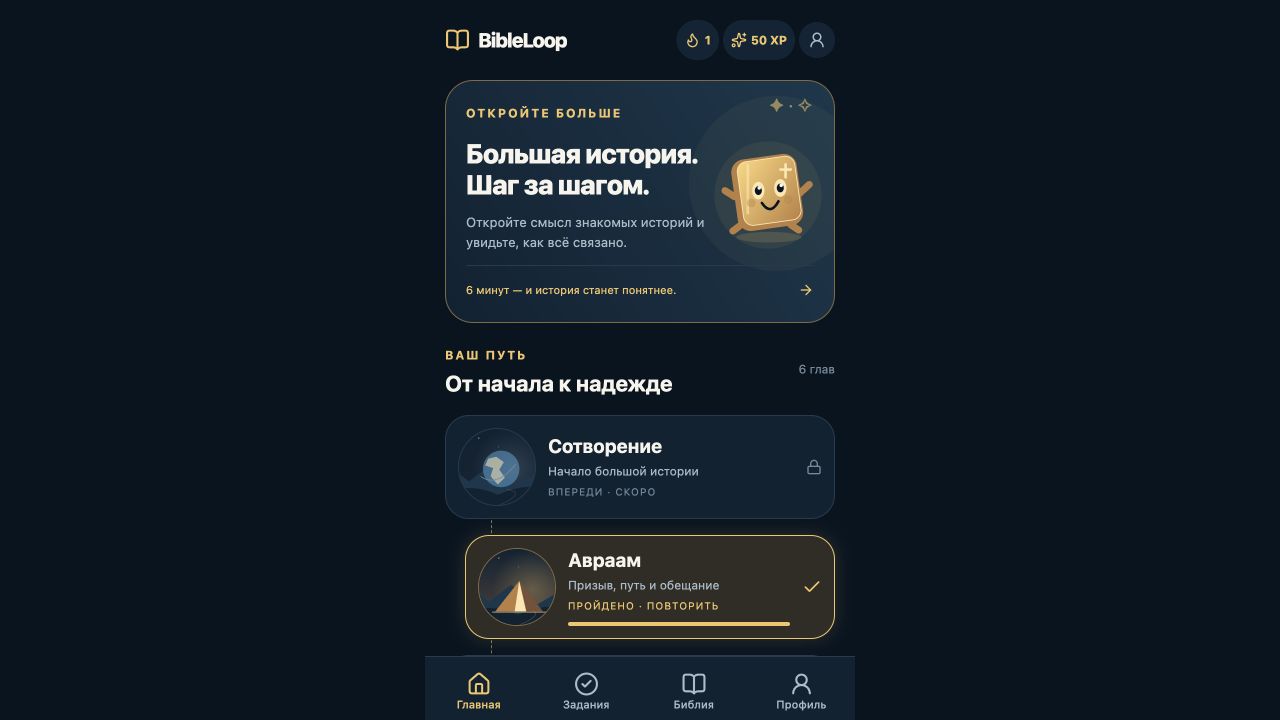 BibleLoop
1
50 XP
ОТКРОЙТЕ БОЛЬШЕ
Большая история.
Шаг за шагом.
Откройте смысл знакомых историй и
увидьте, как всё связано.
6 минут — и история станет понятнее.
ВАШ ПУТЬ
От начала к надежде
6 глав
Сотворение
Начало большой истории
ВПЕРЕДИ · СКОРО
Авраам
Призыв, путь и обещание
ПРОЙДЕНО · ПОВТОРИТЬ
Главная
Задания
Библия
Профиль